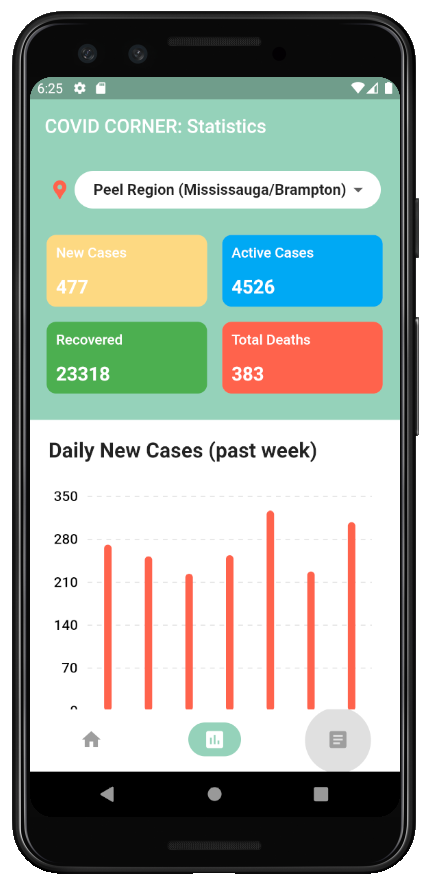 6:25
COVID CORNER: Statistics
Peel Region (Mississauga/Brampton)
New Cases
477
Active Cases
4526
Recovered
23318
Total Deaths
383
Daily New Cases (past week)
350
280
210
140
70
0